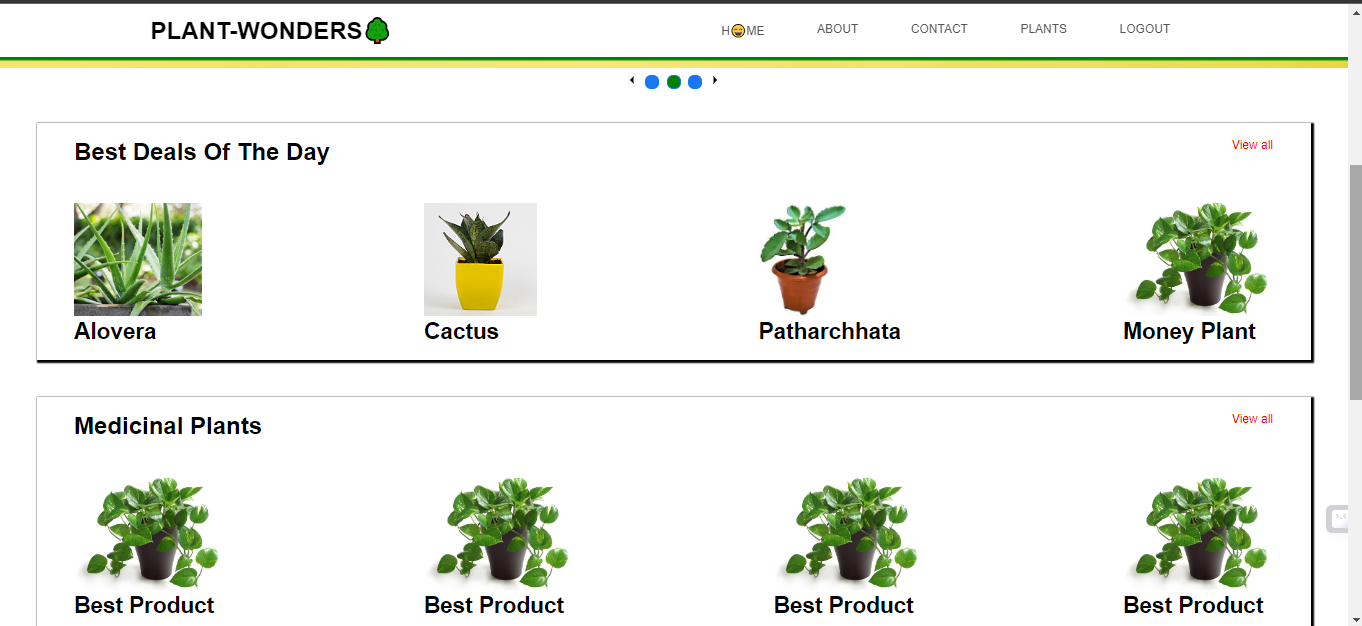 PLANT-WONDERS🌳 H😄ME ABOUT CONTACT PLANTS LOGOUT
Best Deals Of The Day View all
Alovera Cactus Patharchhata Money Plant
Medicinal Plants View all
Best Product Best Product Best Product Best Product